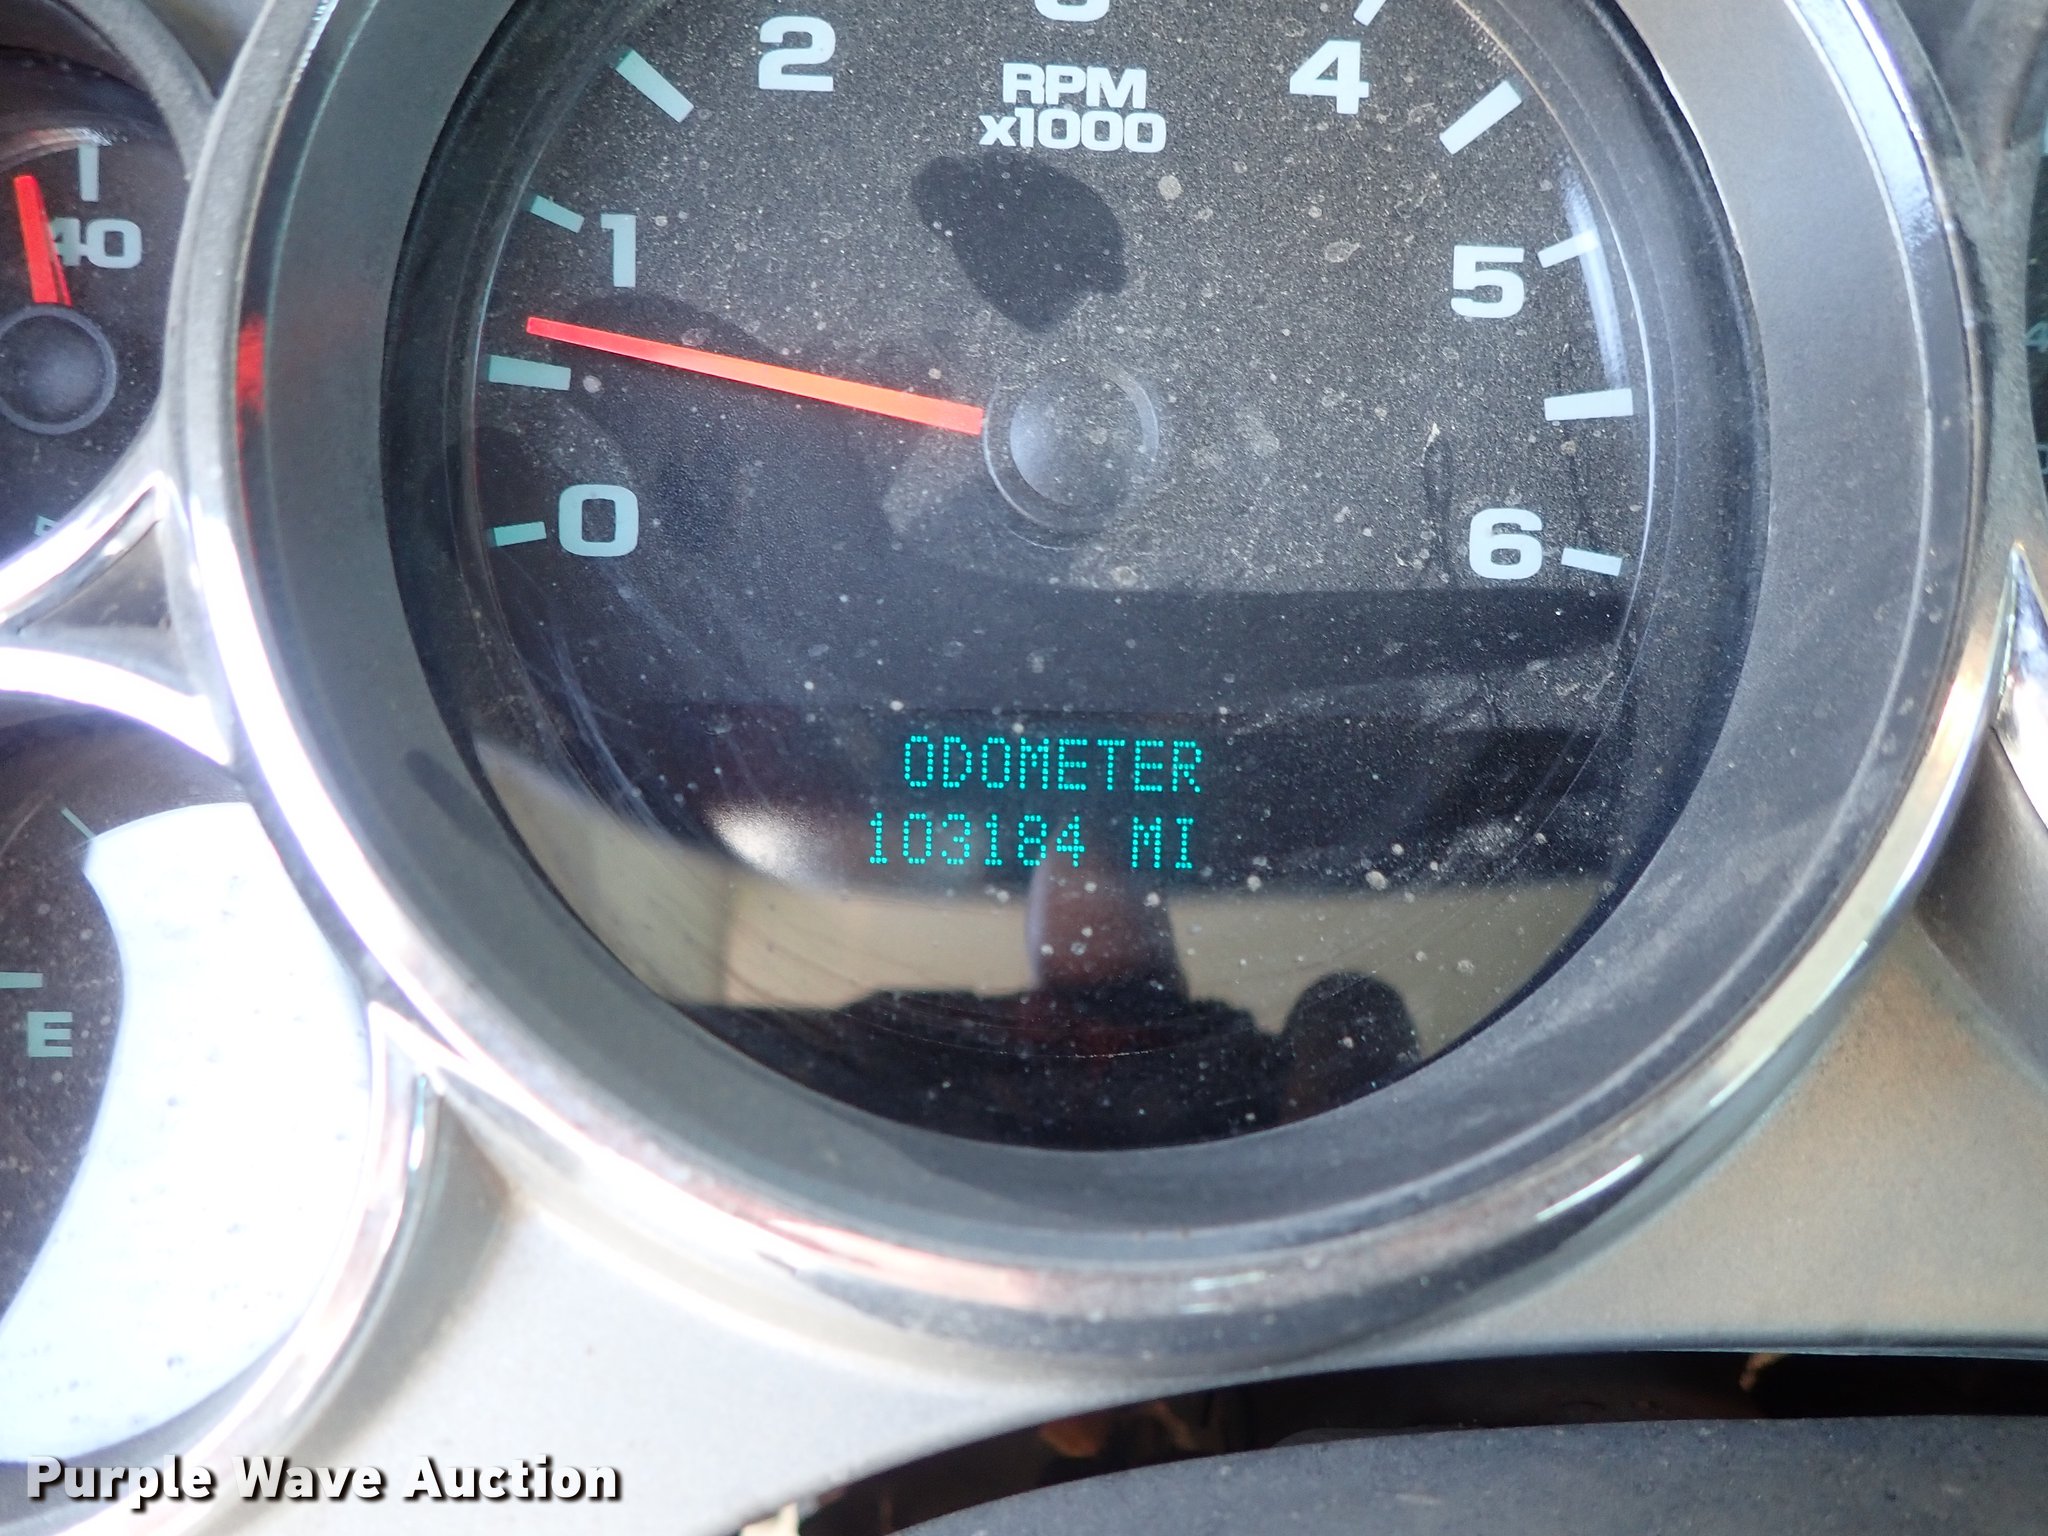 2
4
RPM
x1000
1
40
5
0
6
ODOMETER
103184 MI
E
Purple Wave Auction